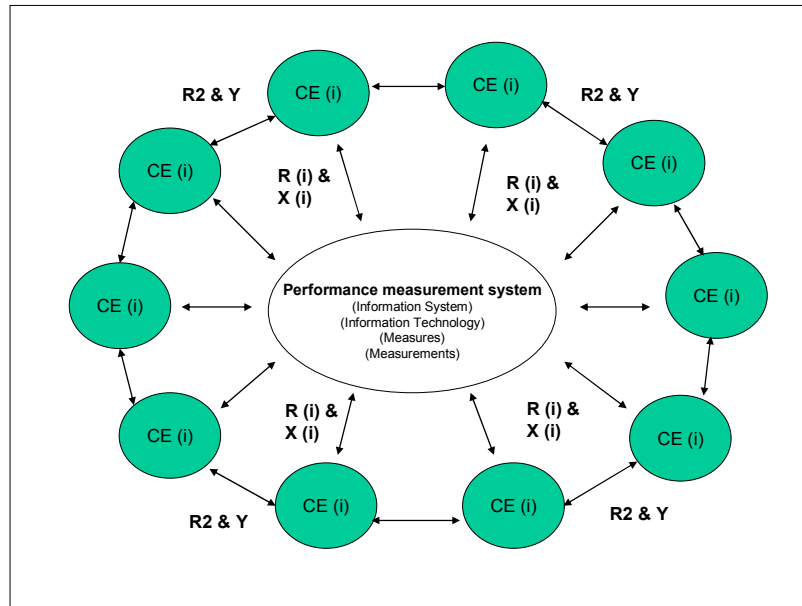 CE (i)
CE (i)
R2 & Y
R2 & Y
CE (i)
CE (i)
R (i) &
X (i)
R (i) &
X (i)
CE (i)
CE (i)
Performance measurement system
(Information System)
(Information Technology)
(Measures)
(Measurements)
R (i) &
X (i)
R (i) &
X (i)
CE (i)
CE (i)
CE (i)
CE (i)
R2 & Y
R2 & Y